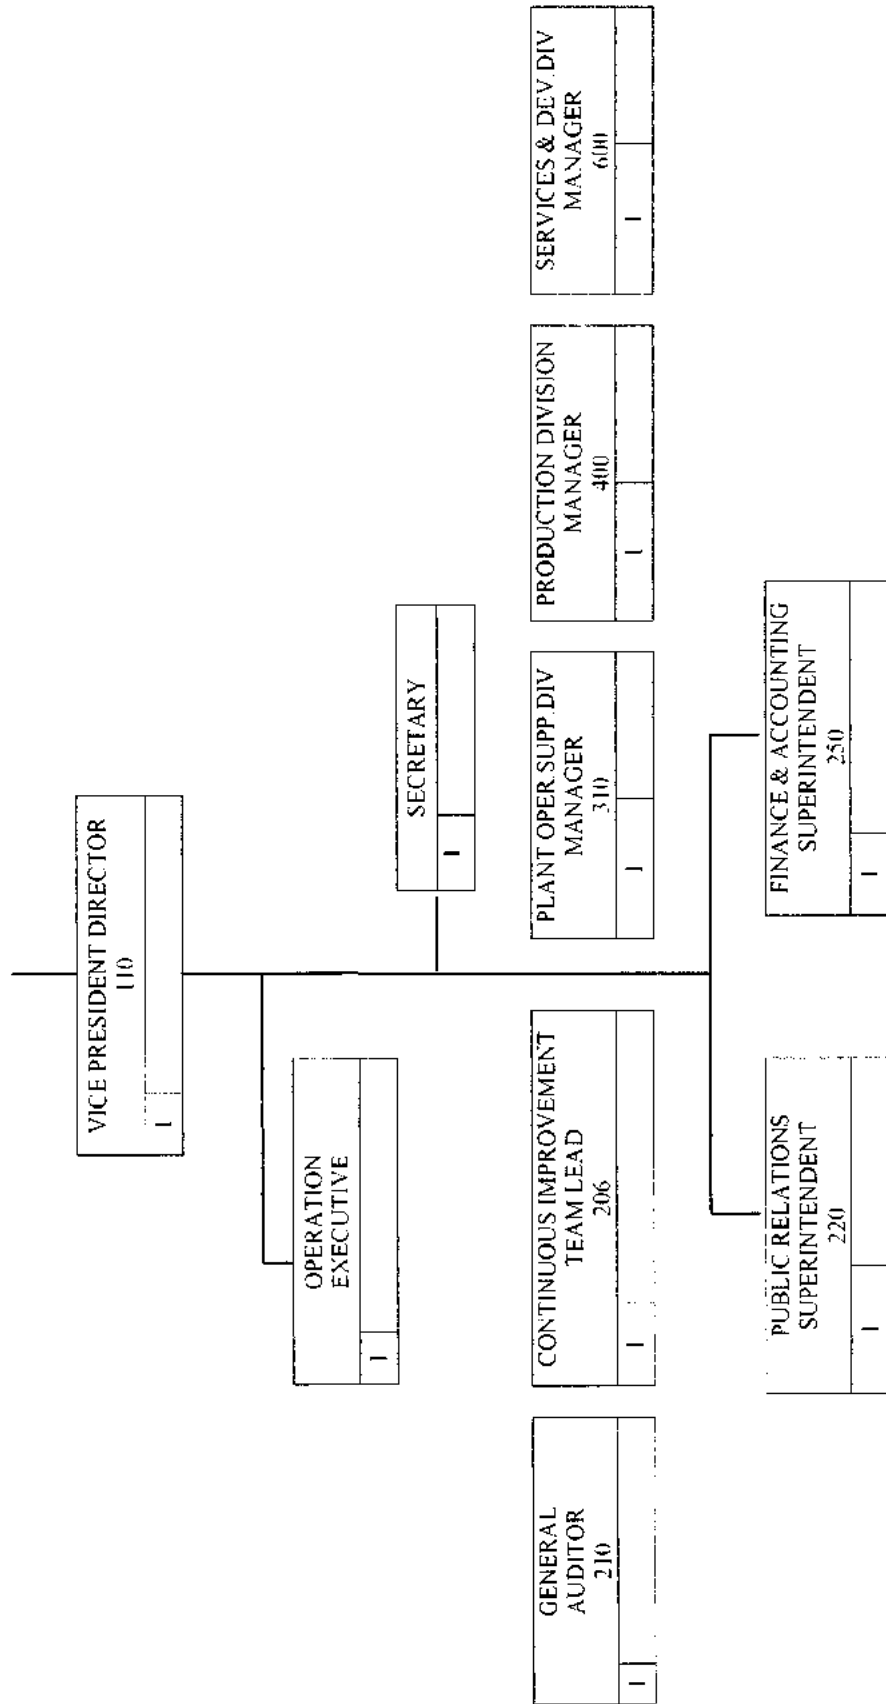 VICE PRESIDENT DIRECTOR
110
1
OPERATION
EXECUTIVE
1
SECRETARY
1
GENERAL
AUDITOR
210
1
CONTINUOUS IMPROVEMENT
TEAM LEAD
206
1
PLANT OPER.SUPP.DIV
MANAGER
310
1
PRODUCTION DIVISION
MANAGER
400
1
SERVICES & DEV.DIV
MANAGER
600
1
PUBLIC RELATIONS
SUPERINTENDENT
220
1
FINANCE & ACCOUNTING
SUPERINTENDENT
250
1